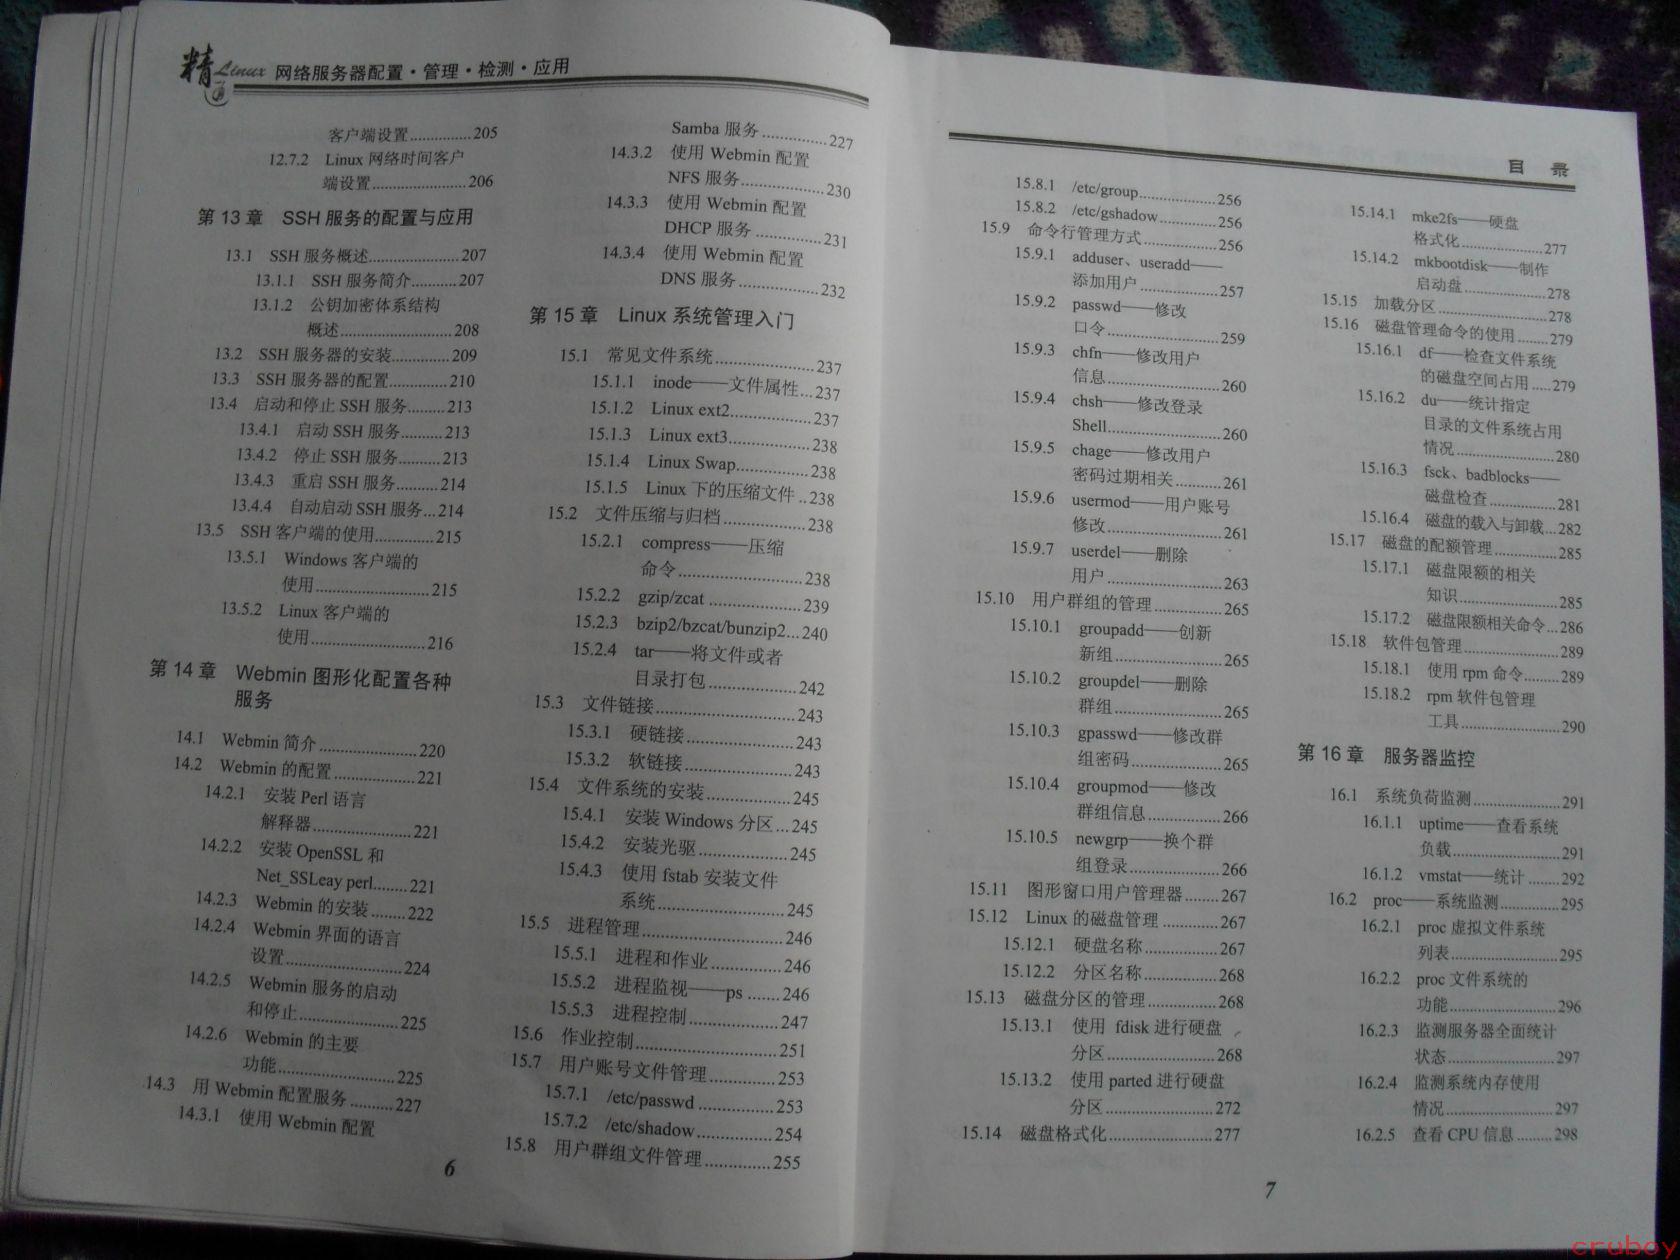 精通Linux 网络服务器配置·管理·检测·应用
客户端设置..............205
12.7.2 Linux 网络时间客户
端设置......................206
第 13 章 SSH 服务的配置与应用
13.1 SSH 服务概述.....................207
13.1.1 SSH 服务简介..........207
13.1.2 公钥加密体系结构
概述..........................208
13.2 SSH 服务器的安装.............209
13.3 SSH 服务器的配置.............210
13.4 启动和停止 SSH 服务.........213
13.4.1 启动 SSH 服务..........213
13.4.2 停止 SSH 服务..........213
13.4.3 重启 SSH 服务..........214
13.4.4 自动启动 SSH 服务...214
13.5 SSH 客户端的使用....................215
13.5.1 Windows 客户端的
使用...........................215
13.5.2 Linux 客户端的
使用...........................216
第 14 章 Webmin 图形化配置各种
服务
14.1 Webmin 简介.......................220
14.2 Webmin 的配置...................221
14.2.1 安装 Perl 语言
解释器.......................221
14.2.2 安装 OpenSSL 和
Net_SSLeay perl.......221
14.2.3 Webmin 的安装........222
14.2.4 Webmin 界面的语言
设置...........................224
14.2.5 Webmin 服务的启动
和停止.......................225
14.2.6 Webmin 的主要
功能...........................225
14.3 用 Webmin 配置服务..........227
14.3.1 使用 Webmin 配置
Samba 服务...............227
14.3.2 使用 Webmin 配置
NFS 服务...................230
14.3.3 使用 Webmin 配置
DHCP 服务................231
14.3.4 使用 Webmin 配置
DNS 服务...................232
第 15 章 Linux 系统管理入门
15.1 常见文件系统.......................237
15.1.1 inode——文件属性...237
15.1.2 Linux ext2.................237
15.1.3 Linux ext3.................238
15.1.4 Linux Swap...............238
15.1.5 Linux 下的压缩文件..238
15.2 文件压缩与归档...................238
15.2.1 compress——压缩
命令...........................238
15.2.2 gzip/zcat...................239
15.2.3 bzip2/bzcat/bunzip2...240
15.2.4 tar——将文件或者
目录打包....................242
15.3 文件链接...............................243
15.3.1 硬链接.......................243
15.3.2 软链接.......................243
15.4 文件系统的安装...................245
15.4.1 安装 Windows 分区...245
15.4.2 安装光驱...................245
15.4.3 使用 fstab 安装文件
系统...........................245
15.5 进程管理...............................246
15.5.1 进程和作业...............246
15.5.2 进程监视——ps.......246
15.5.3 进程控制...................247
15.6 作业控制...............................251
15.7 用户账号文件管理...............253
15.7.1 /etc/passwd...............253
15.7.2 /etc/shadow...............254
15.8 用户群组文件管理...............255
6
目 录
15.8.1 /etc/group..................256
15.8.2 /etc/gshadow.............256
15.9 命令行管理方式...................256
15.9.1 adduser、useradd——
添加用户...................257
15.9.2 passwd——修改
口令...........................259
15.9.3 chfn——修改用户
信息...........................260
15.9.4 chsh——修改登录
Shell..........................260
15.9.5 chage——修改用户
密码过期相关............261
15.9.6 usermod——用户账号
修改...........................261
15.9.7 userdel——删除
用户...........................263
15.10 用户群组的管理.................265
15.10.1 groupadd——创新
新组.........................265
15.10.2 groupdel——删除
群组.........................265
15.10.3 gpasswd——修改群
组密码.....................265
15.10.4 groupmod——修改
群组信息.................266
15.10.5 newgrp——换个群
组登录.....................266
15.11 图形窗口用户管理器........267
15.12 Linux 的磁盘管理..............267
15.12.1 硬盘名称.................267
15.12.2 分区名称.................268
15.13 磁盘分区的管理.................268
15.13.1 使用 fdisk 进行硬盘
分区.........................268
15.13.2 使用 parted 进行硬盘
分区.........................272
15.14 磁盘格式化.........................277
15.14.1 mke2fs——硬盘
格式化.....................277
15.14.2 mkbootdisk——制作
启动盘.....................278
15.15 加载分区.............................278
15.16 磁盘管理命令的使用........279
15.16.1 df——检查文件系统
的磁盘空间占用.....279
15.16.2 du——统计指定
目录的文件系统占用
情况.........................280
15.16.3 fsck、badblocks——
磁盘检查.................281
15.16.4 磁盘的载入与卸载...282
15.17 磁盘的配额管理.................285
15.17.1 磁盘限额的相关
知识.........................285
15.17.2 磁盘限额相关命令...286
15.18 软件包管理.........................289
15.18.1 使用 rpm 命令.........289
15.18.2 rpm 软件包管理
工具.........................290
第 16 章 服务器监控
16.1 系统负荷监测.....................291
16.1.1 uptime——查看系统
负载.........................291
16.1.2 vmstat——统计.......292
16.2 proc——系统监测...............295
16.2.1 proc 虚拟文件系统
列表.........................295
16.2.2 proc 文件系统的
功能.........................296
16.2.3 监测服务器全面统计
状态.........................297
16.2.4 监测系统内存使用
情况.........................297
16.2.5 查看 CPU 信息.........298
7
cruboy